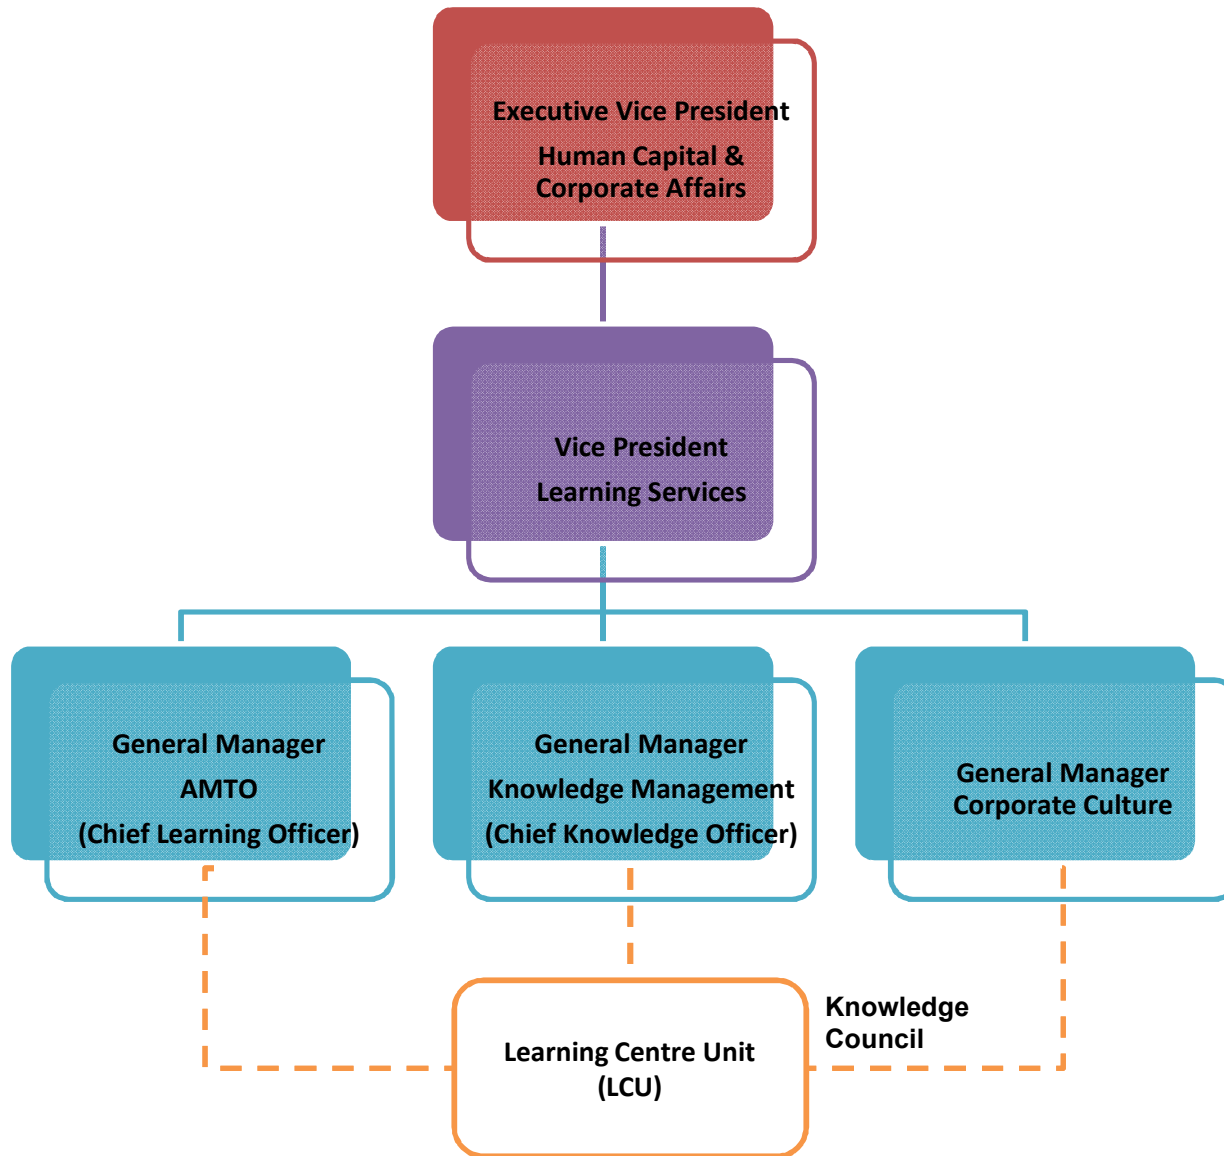 Executive Vice President
Human Capital &
Corporate Affairs
Vice President
Learning Services
General Manager
AMTO
(Chief Learning Officer)
General Manager
Knowledge Management
(Chief Knowledge Officer)
General Manager
Corporate Culture
Knowledge
Council
Learning Centre Unit
(LCU)